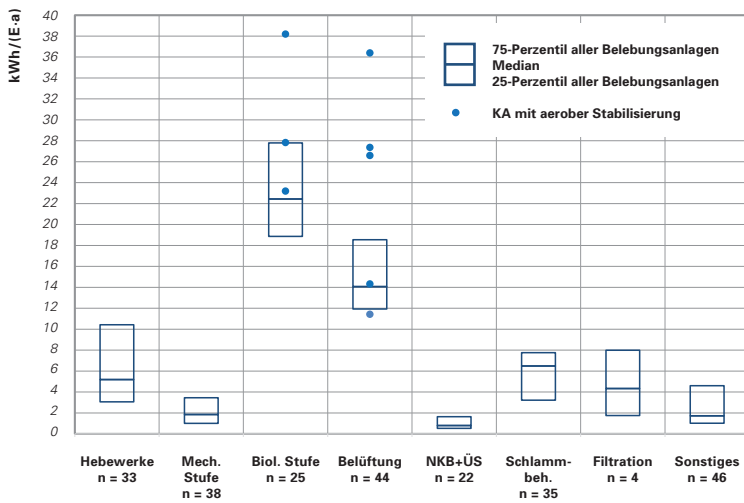 kWh/(E·a)
40
38
36
34
32
30
28
26
24
22
20
18
16
14
12
10
8
6
4
2
0
75-Perzentil aller Belebungsanlagen
Median
25-Perzentil aller Belebungsanlagen
KA mit aerober Stabilisierung
Hebewerke
n = 33
Mech.
Stufe
n = 38
Biol. Stufe
n = 25
Belüftung
n = 44
NKB+ÜS
n = 22
Schlamm-
beh.
n = 35
Filtration
n = 4
Sonstiges
n = 46